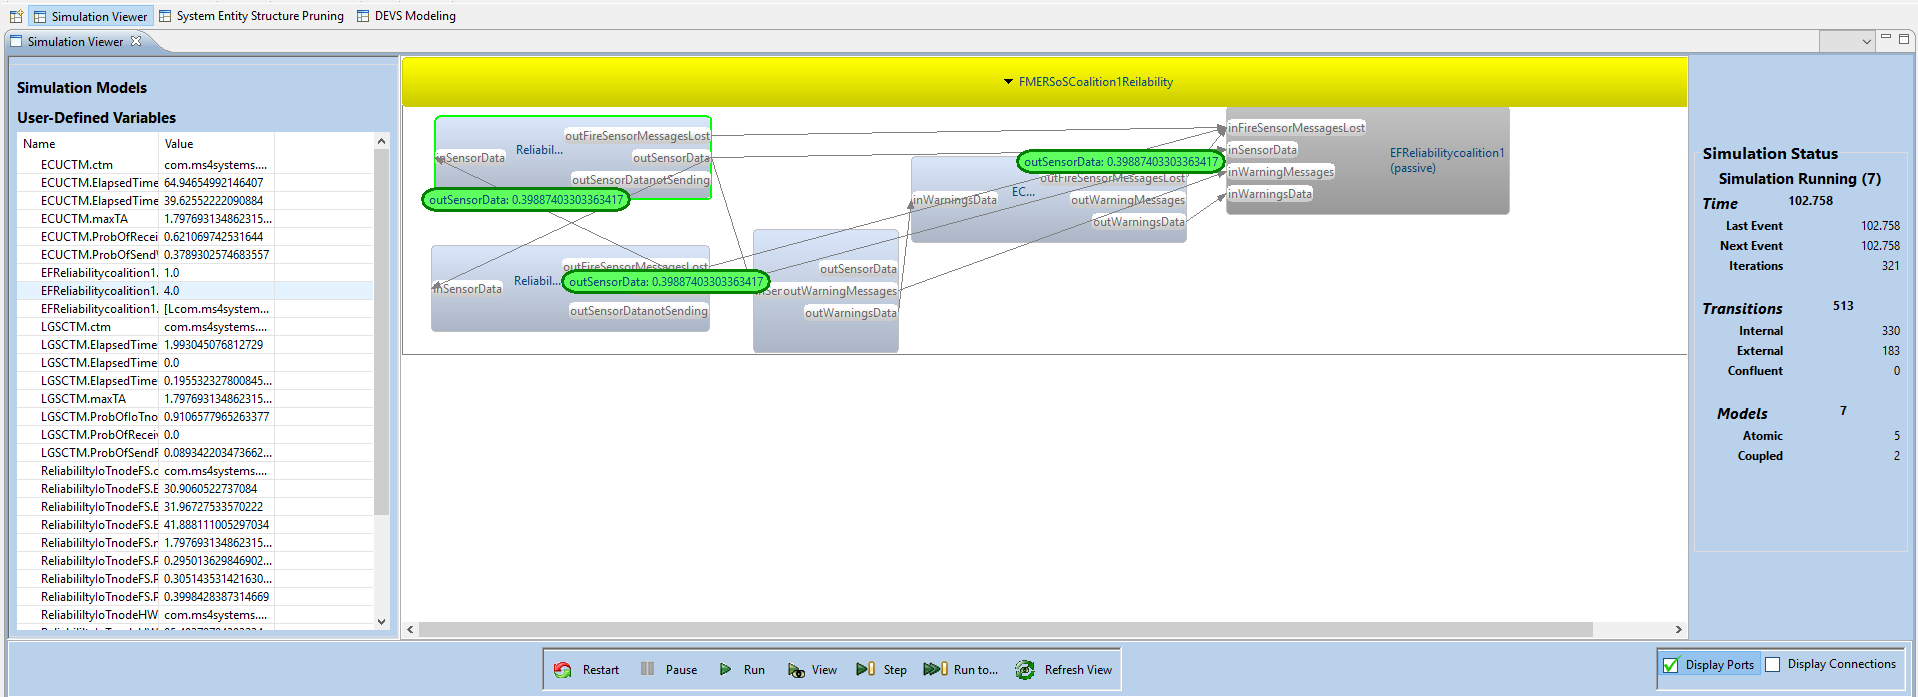 Simulation Viewer System Entity Structure Pruning DEVS Modeling
Simulation Viewer
Simulation Models
User-Defined Variables
Name Value
ECUCTM.ctm com.ms4systems....
ECUCTM.ElapsedTime 64.94654992146407
ECUCTM.ElapsedTime 39.62552222090884
ECUCTM.maxTA 1.797693134862315...
ECUCTM.ProbOfRecei 0.621069742531644
ECUCTM.ProbOfSend 0.3789302574683557
EFReliabilitycoalition1. 1.0
EFReliabilitycoalition1. 4.0
EFReliabilitycoalition1. [Lcom.ms4system...
LGSCTM.ctm com.ms4systems....
LGSCTM.ElapsedTime 1.993045076812729
LGSCTM.ElapsedTime 0.0
LGSCTM.ElapsedTime 0.195532327800845...
LGSCTM.maxTA 1.797693134862315...
LGSCTM.ProbOfIoTno 0.9106577965263377
LGSCTM.ProbOfRecei 0.0
LGSCTM.ProbOfSendF 0.089342203473662...
ReliabililtyIoTnodeFS.c com.ms4systems....
ReliabililtyIoTnodeFS.E 30.9060522737084
ReliabililtyIoTnodeFS.E 31.96727533570222
ReliabililtyIoTnodeFS.E 41.888111005297034
ReliabililtyIoTnodeFS.r 1.797693134862315...
ReliabililtyIoTnodeFS.P 0.295013629846902...
ReliabililtyIoTnodeFS.P 0.305143531421630...
ReliabililtyIoTnodeFS.P 0.3998428387314669
ReliabililtyIoTnodeHW com.ms4systems....
FMERSoSCoalition1Reilability
outFireSensorMessagesLost
inSensorData Reliabil... outSensorData
outSensorDatanotSending
outSensorData: 0.39887403303363417
outFireSensorMessagesLost
inSensorData Reliabil... outSensorData: 0.39887403303363417
outSensorDatanotSending
outSensorData
outWarningMessages
outWarningsData
outSensorData: 0.39887403303363417
outFireSensorMessagesLost
inWarningsData EC... outWarningMessages
outWarningsData
inFireSensorMessagesLost
inSensorData
inWarningMessages
inWarningsData
EFReliabilitycoalition1
(passive)
Simulation Status
Simulation Running (7)
Time 102.758
Last Event 102.758
Next Event 102.758
Iterations 321
Transitions 513
Internal 330
External 183
Confluent 0
Models 7
Atomic 5
Coupled 2
Restart Pause Run View Step Run to... Refresh View
Display Ports Display Connections